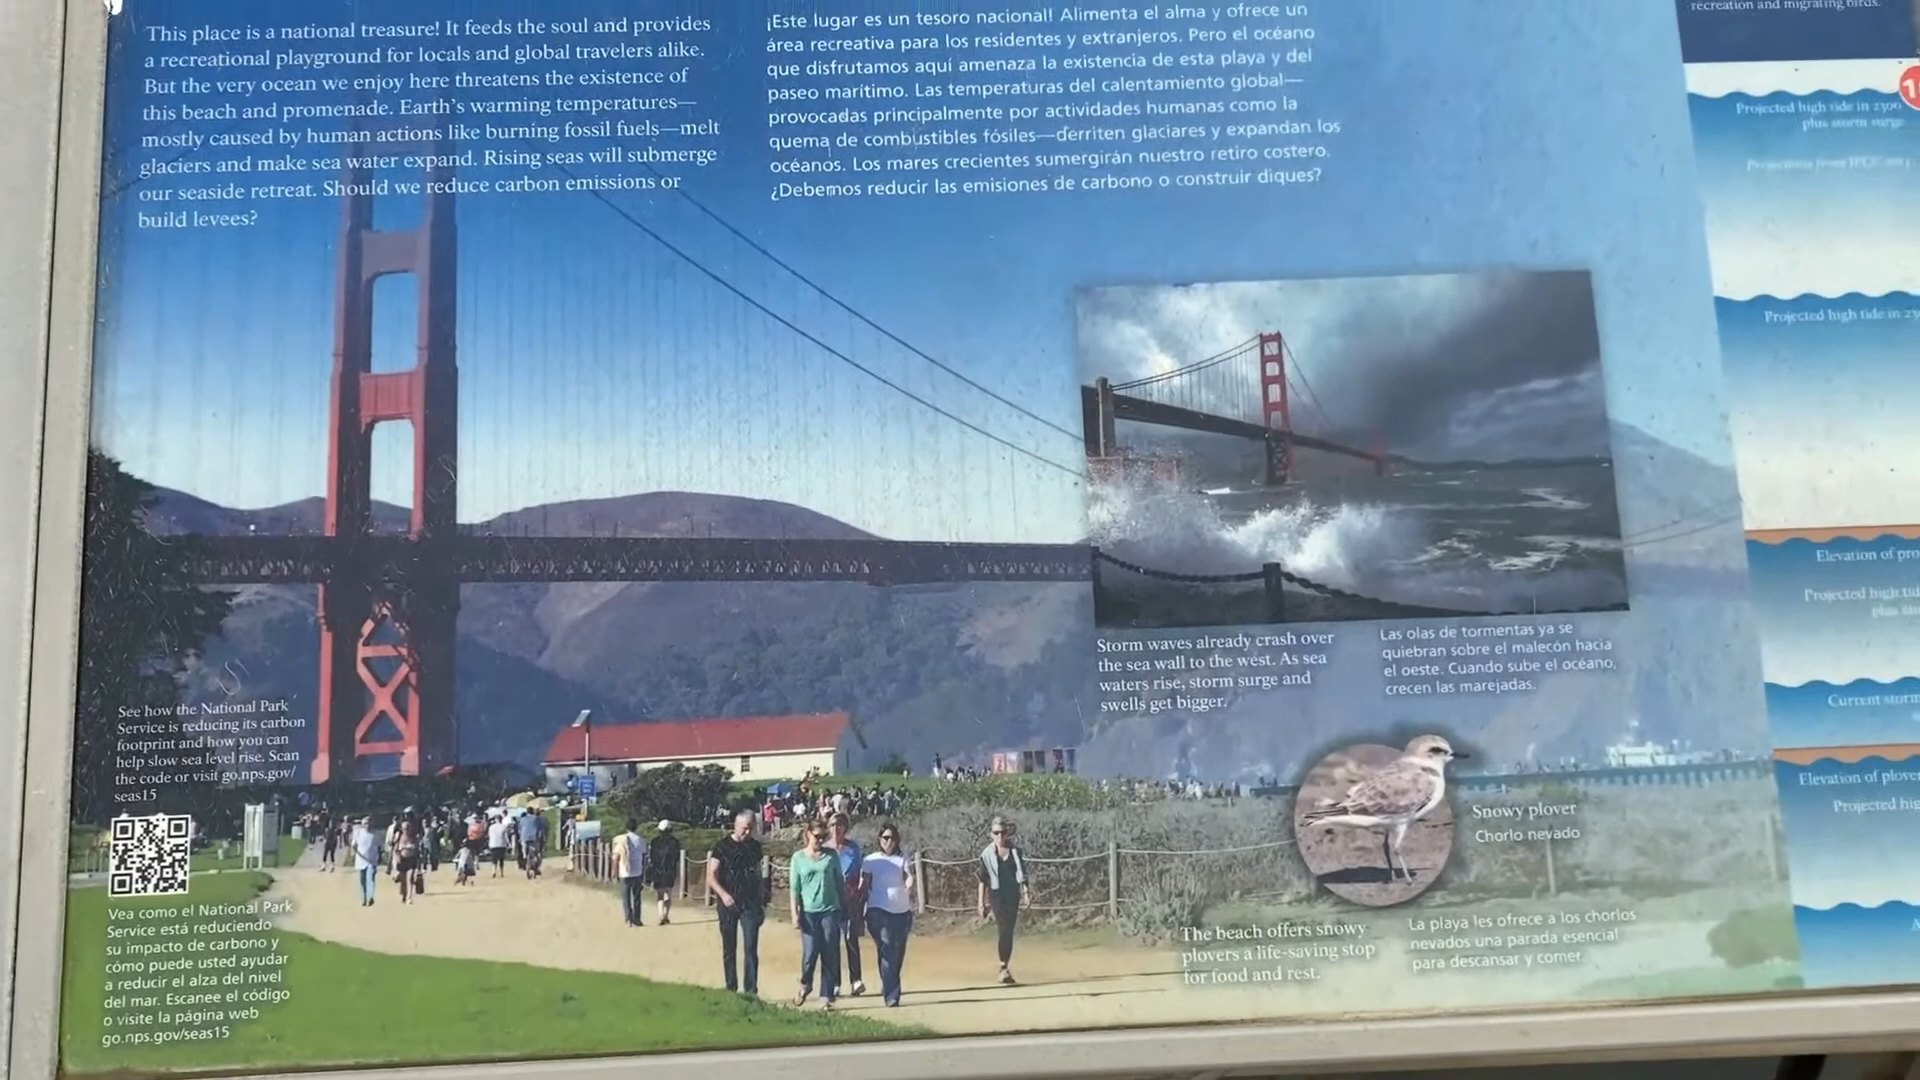 This place is a national treasure! It feeds the soul and provides
a recreational playground for locals and global travelers alike.
But the very ocean we enjoy here threatens the existence of
this beach and promenade. Earth's warming temperatures—
mostly caused by human actions like burning fossil fuels—melt
glaciers and make sea water expand. Rising seas will submerge
our seaside retreat. Should we reduce carbon emissions or
build levees?
¡Este lugar es un tesoro nacional! Alimenta el alma y ofrece un
área recreativa para los residentes y extranjeros. Pero el océano
que disfrutamos aquí amenaza la existencia de esta playa y del
paseo marítimo. Las temperaturas del calentamiento global—
provocadas principalmente por actividades humanas como la
quema de combustibles fósiles—derriten glaciares y expandan los
océanos. Los mares crecientes sumergirán nuestro retiro costero.
¿Debemos reducir las emisiones de carbono o construir diques?
Storm waves already crash over
the sea wall to the west. As sea
waters rise, storm surge and
swells get bigger.
Las olas de tormentas ya se
quiebran sobre el malecón hacia
el oeste. Cuando sube el océano,
crecen las marejadas.
See how the National Park
Service is reducing its carbon
footprint and how you can
help slow sea level rise. Scan
the code or visit go.nps.gov/
seas15
Vea como el National Park
Service está reduciendo
su impacto de carbono y
cómo puede usted ayudar
a reducir el alza del nivel
del mar. Escanee el código
o visite la página web
go.nps.gov/seas15
Snowy plover
Chorlo nevado
The beach offers snowy
plovers a life-saving stop
for food and rest.
La playa les ofrece a los chorlos
nevados una parada esencial
para descansar y comer.
recreation and migrating birds.
Projected high tide in 2300
plus storm surge
Projected high tide in
Elevation of
Projected high
plus
Current storm
Elevation of
Projected